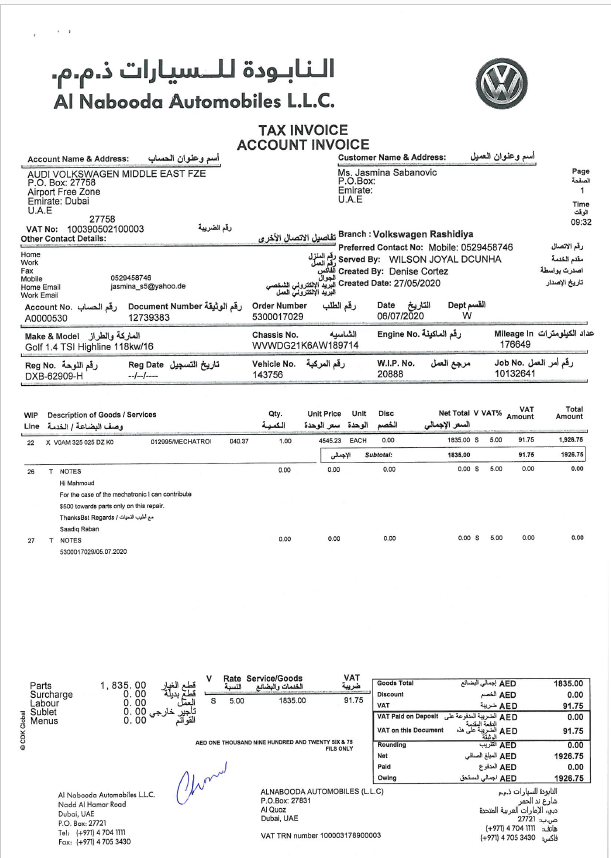 النابودة للسيارات ذ.م.م.
Al Nabooda Automobiles L.L.C.
TAX INVOICE
ACCOUNT INVOICE
Account Name & Address: أسم وعنوان الحساب
AUDI VOLKSWAGEN MIDDLE EAST FZE
P.O. Box: 27758
Airport Free Zone
Emirate: Dubai
U.A.E
27758
VAT No: 100390502100003 رقم الضريبة
Customer Name & Address: أسم وعنوان العميل
Ms. Jasmina Sabanovic
P.O.Box:
Emirate:
U.A.E
Page
الصفحة
1
Time
الوقت
09:32
Other Contact Details: تفاصيل الاتصال الأخرى
Home رقم المنزل
Work رقم العمل
Fax الفاكس
Mobile 0529458746 الجوال
Home Email jasmina_s5@yahoo.de البريد الإلكتروني الشخصي
Work Email البريد الإلكتروني العمل
Branch : Volkswagen Rashidiya
Preferred Contact No: Mobile: 0529458746 رقم الاتصال
Served By: WILSON JOYAL DCUNHA مقدم الخدمة
Created By: Denise Cortez اصدرت بواسطة
Created Date: 27/05/2020 تاريخ الإصدار
Account No. رقم الحساب Document Number رقم الوثيقة Order Number رقم الطلب Date التاريخ Dept القسم
A0000530 12739383 5300017029 06/07/2020 W
Make & Model الماركة والطراز Chassis No. الشاسيه Engine No. رقم الماكينة Mileage In عداد الكيلومترات
Golf 1.4 TSI Highline 118kw/16 WVWDG21K6AW189714 176649
Reg No. رقم اللوحة Reg Date تاريخ التسجيل Vehicle No. رقم المركبة W.I.P. No. مرجع العمل Job No. رقم أمر العمل
DXB-62909-H --/--/---- 143756 20888 10132641
WIP Description of Goods / Services Qty. Unit Price Unit Disc Net Total V VAT% VAT Total
Line وصف البضاعة / الخدمة الكمية سعر الوحدة الوحدة الخصم السعر الإجمالي Amount Amount
22 X V0AM 325 025 DZ K0 012995/MECHATROI 040.37 1.00 4545.23 EACH 0.00 1835.00 S 5.00 91.75 1,926.75
الإجمالي Subtotal: 1835.00 91.75 1926.75
26 T NOTES 0.00 0.00 0.00 0.00 S 5.00 0.00 0.00
Hi Mahmoud
For the case of the mechatronic I can contribute
$500 towards parts only on this repair.
ThanksBst Regards / مع أطيب التحيات
Saadiq Raban
27 T NOTES 0.00 0.00 0.00 0.00 S 5.00 0.00 0.00
5300017029/05.07.2020
Parts 1,835.00 قطع الغيار
Surcharge 0.00 قطع بديلة
Labour 0.00 العمل
Sublet 0.00 تأجير خارجي
Menus 0.00 القوائم
V Rate Service/Goods VAT
النسبة الخدمات والبضائع ضريبة
S 5.00 1835.00 91.75
AED ONE THOUSAND NINE HUNDRED AND TWENTY SIX & 75
FILS ONLY
Goods Total إجمالي البضائع AED 1835.00
Discount الخصم AED 0.00
VAT ضريبة AED 91.75
VAT Paid on Deposit الضريبة المدفوعة على الدفعة المقدمة AED 0.00
VAT on this Document الضريبة على هذه الوثيقة AED 91.75
Rounding التقريب AED 0.00
Net المبلغ الصافي AED 1926.75
Paid المدفوع AED 0.00
Owing إجمالي المستحق AED 1926.75
© CDK Global
Al Nabooda Automobiles L.L.C.
Nadd Al Hamar Road
Dubai, UAE
P.O. Box: 27721
Tel: (+971) 4 704 1111
Fax: (+971) 4 705 3430
ALNABOODA AUTOMOBILES (L.L.C)
P.O.Box: 27831
Al Quoz
Dubai, UAE
VAT TRN number 100003178900003
النابودة للسيارات ذ.م.م
شارع ند الحمر
دبي، الإمارات العربية المتحدة
ص.ب: 27721
هاتف: 1111 704 4 (971+)
فاكس: 3430 705 4 (971+)